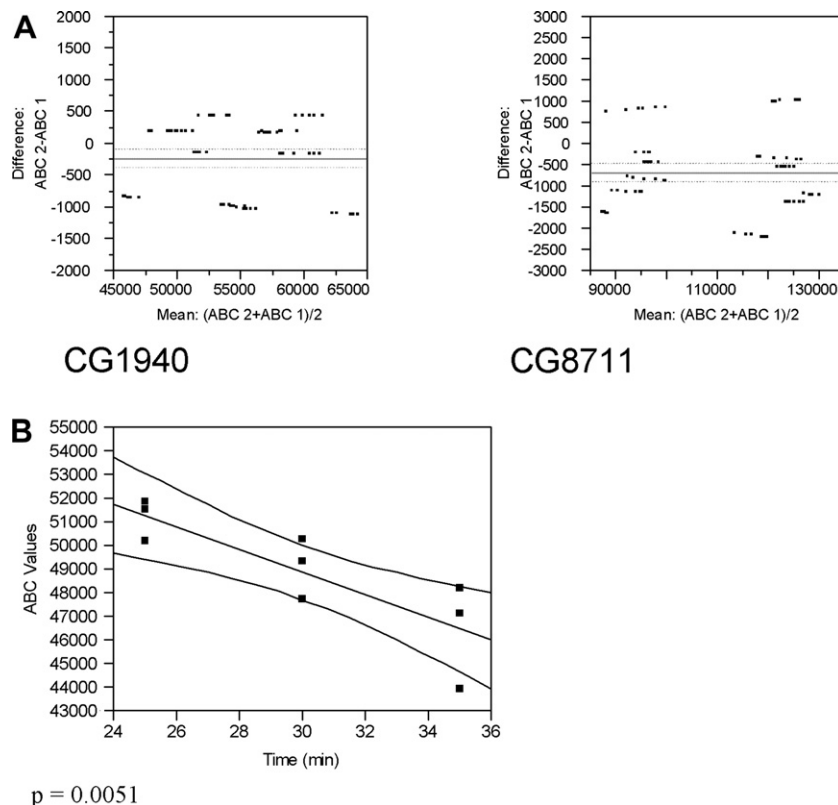 A
2000
1500
1000
500
0
-500
-1000
-1500
-2000
Difference:
ABC 2-ABC 1
45000 50000 55000 60000 65000
Mean: (ABC 2+ABC 1)/2
CG1940
3000
2500
2000
1500
1000
500
0
-500
-1000
-1500
-2000
-2500
-3000
Difference:
ABC 2-ABC 1
90000 110000 130000
Mean: (ABC 2+ABC 1)/2
CG8711
B
55000
54000
53000
52000
51000
50000
49000
48000
47000
46000
45000
44000
43000
ABC Values
24 26 28 30 32 34 36
Time (min)
p = 0.0051